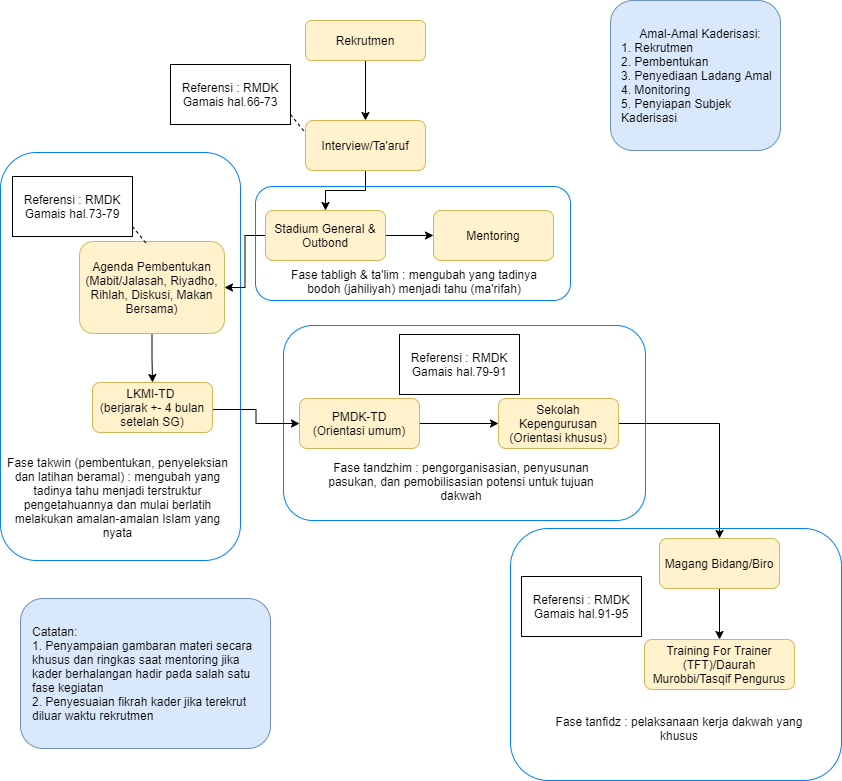 Rekrutmen
Amal-Amal Kaderisasi:
1. Rekrutmen
2. Pembentukan
3. Penyediaan Ladang Amal
4. Monitoring
5. Penyiapan Subjek
Kaderisasi
Referensi : RMDK
Gamais hal.66-73
Interview/Ta'aruf
Referensi : RMDK
Gamais hal.73-79
Stadium General &
Outbond
Mentoring
Fase tabligh & ta'lim : mengubah yang tadinya
bodoh (jahiliyah) menjadi tahu (ma'rifah)
Agenda Pembentukan
(Mabit/Jalasah, Riyadho,
Rihlah, Diskusi, Makan
Bersama)
LKMI-TD
(berjarak +- 4 bulan
setelah SG)
Fase takwin (pembentukan, penyeleksian
dan latihan beramal) : mengubah yang
tadinya tahu menjadi terstruktur
pengetahuannya dan mulai berlatih
melakukan amalan-amalan Islam yang
nyata
Referensi : RMDK
Gamais hal.79-91
PMDK-TD
(Orientasi umum)
Sekolah
Kepengurusan
(Orientasi khusus)
Fase tandzhim : pengorganisasian, penyusunan
pasukan, dan pemobilisasian potensi untuk tujuan
dakwah
Magang Bidang/Biro
Referensi : RMDK
Gamais hal.91-95
Training For Trainer
(TFT)/Daurah
Murobbi/Tasqif Pengurus
Fase tanfidz : pelaksanaan kerja dakwah yang
khusus
Catatan:
1. Penyampaian gambaran materi secara
khusus dan ringkas saat mentoring jika
kader berhalangan hadir pada salah satu
fase kegiatan
2. Penyesuaian fikrah kader jika terekrut
diluar waktu rekrutmen